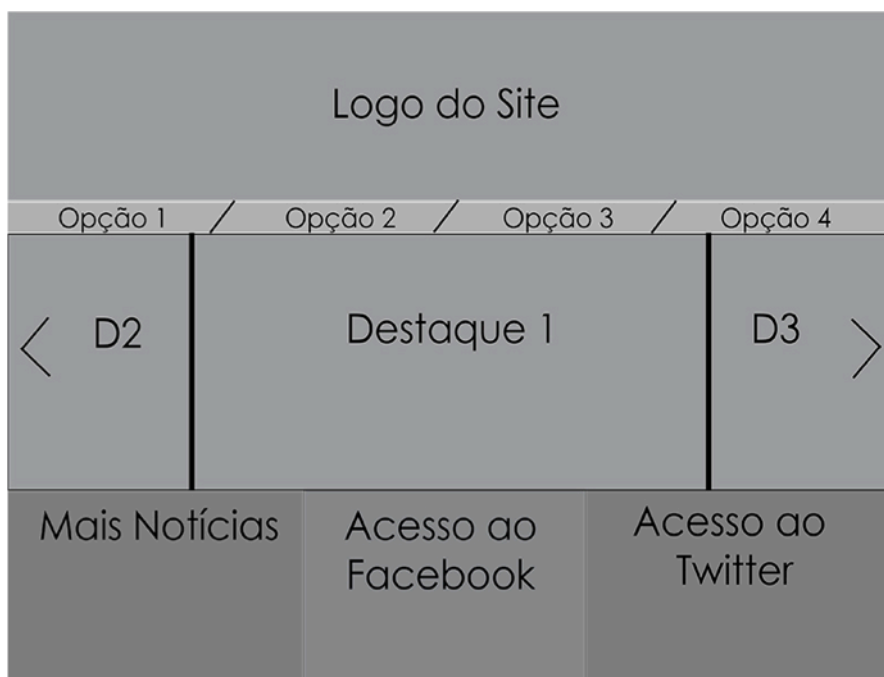 Logo do Site
Opção 1 / Opção 2 / Opção 3 / Opção 4
< D2 Destaque 1 D3 >
Mais Notícias
Acesso ao
Facebook
Acesso ao
Twitter